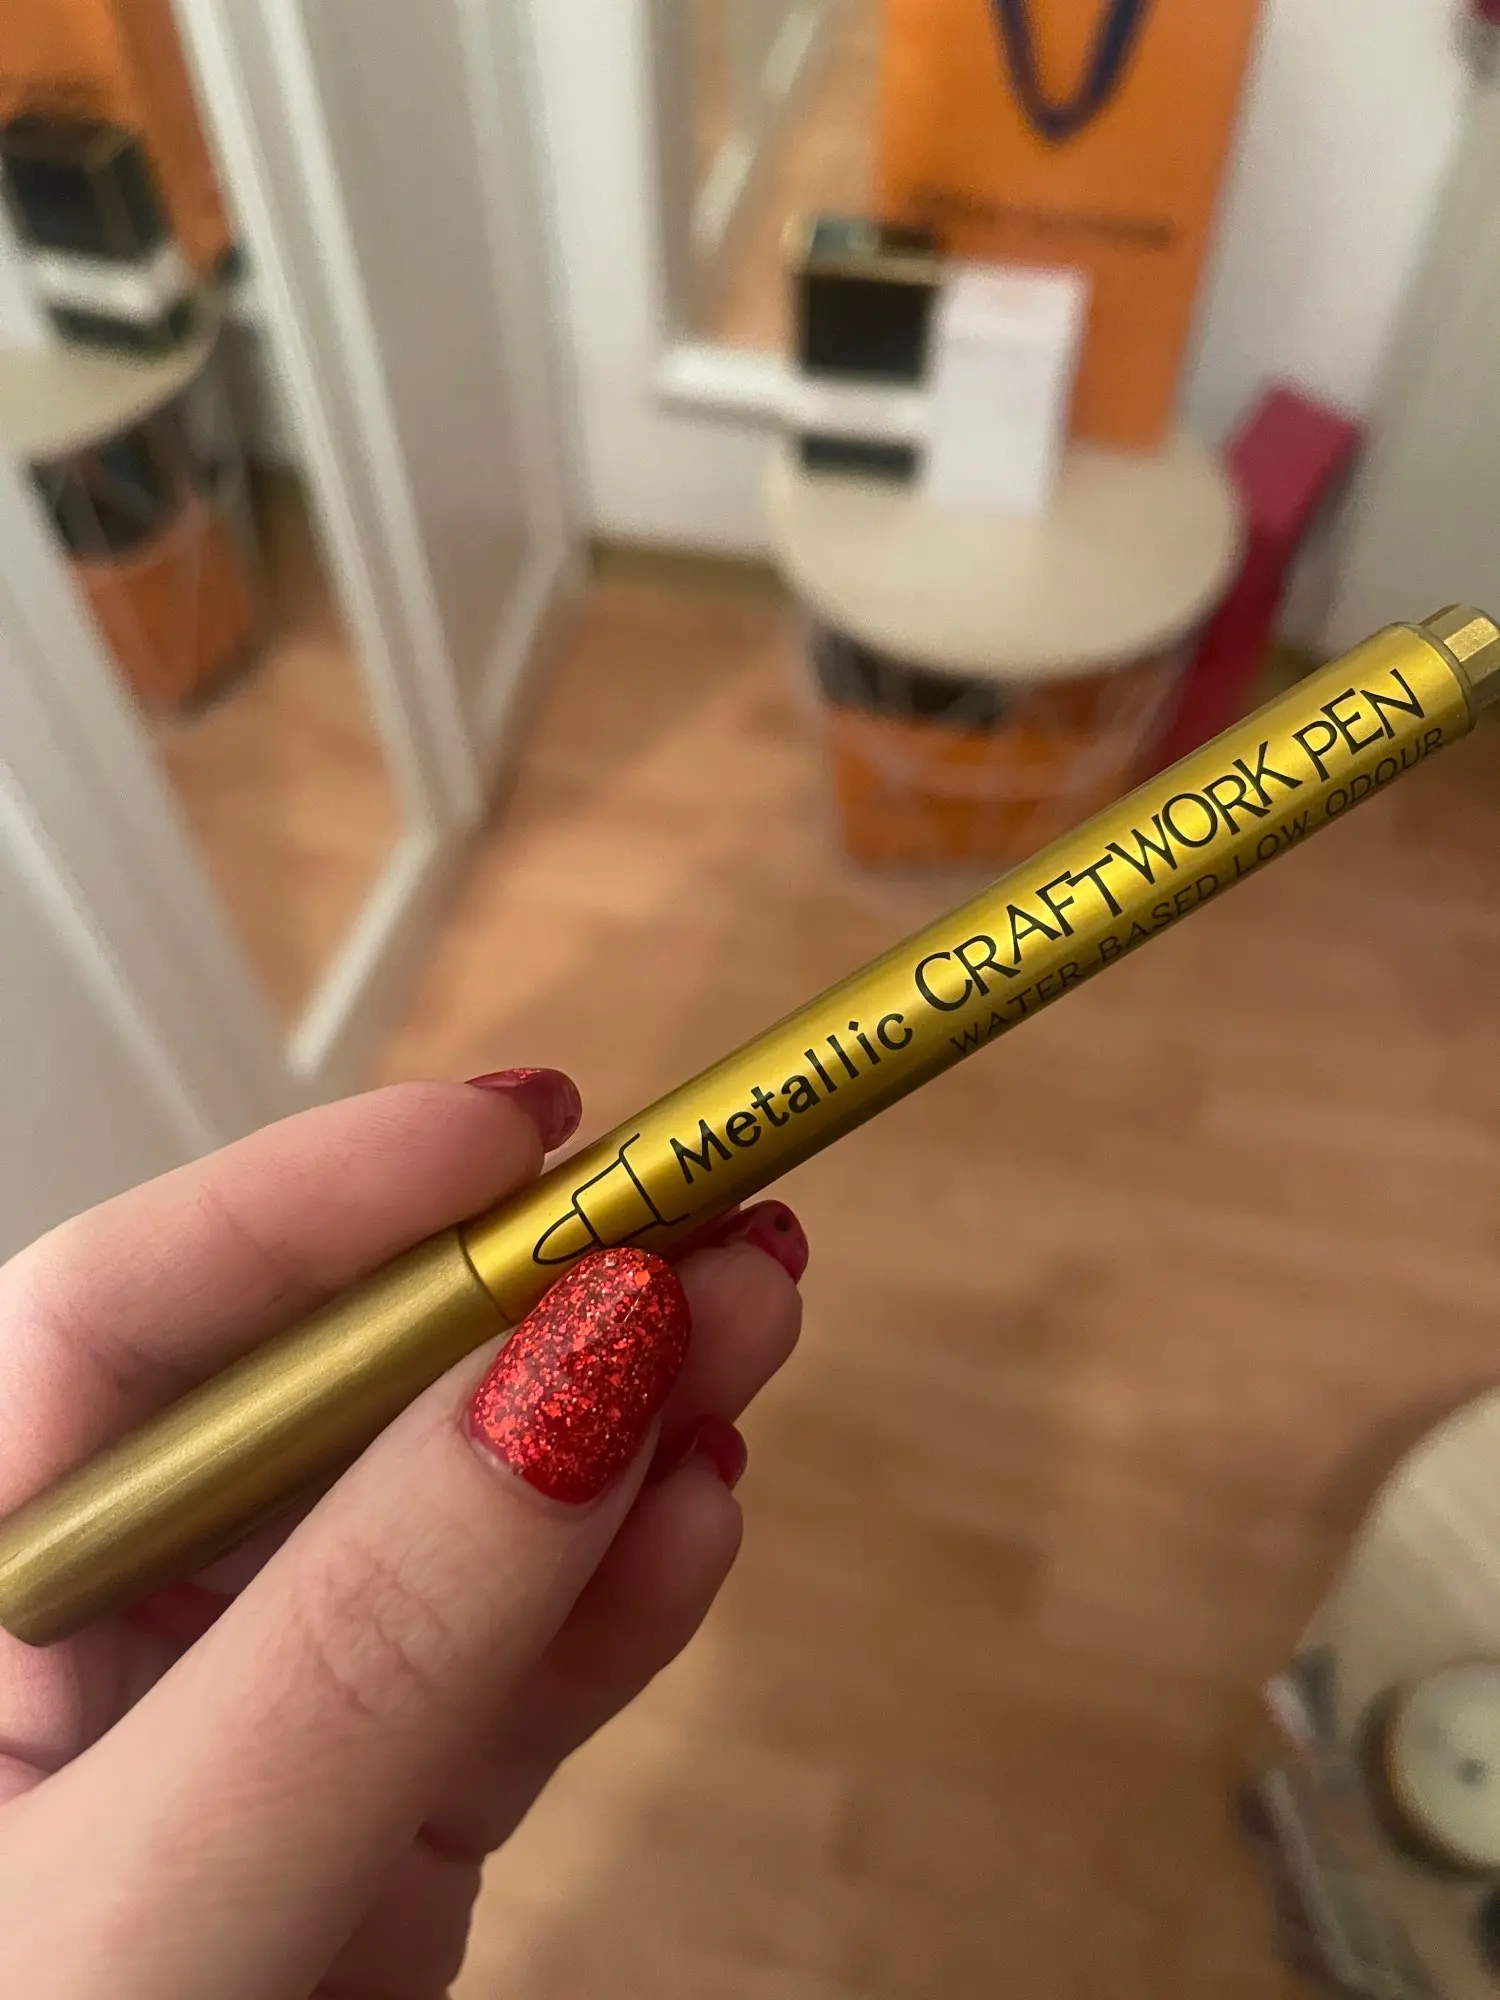 Metallic CRAFTWORK PEN
WATER-BASED LOW ODOUR